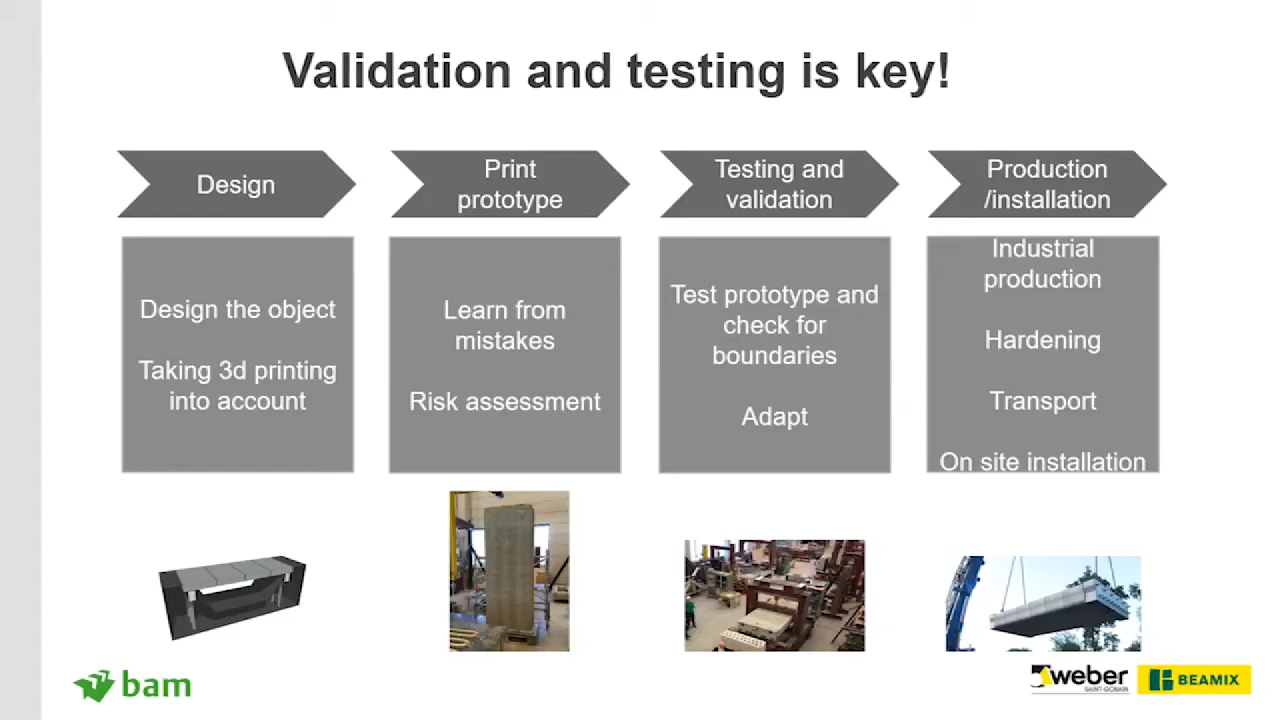 Validation and testing is key!
Design
Print
prototype
Testing and
validation
Production
/installation
Design the object
Taking 3d printing
into account
Learn from
mistakes
Risk assessment
Test prototype and
check for
boundaries
Adapt
Industrial
production
Hardening
Transport
On site installation
bam
weber
SAINT-GOBAIN
BEAMIX